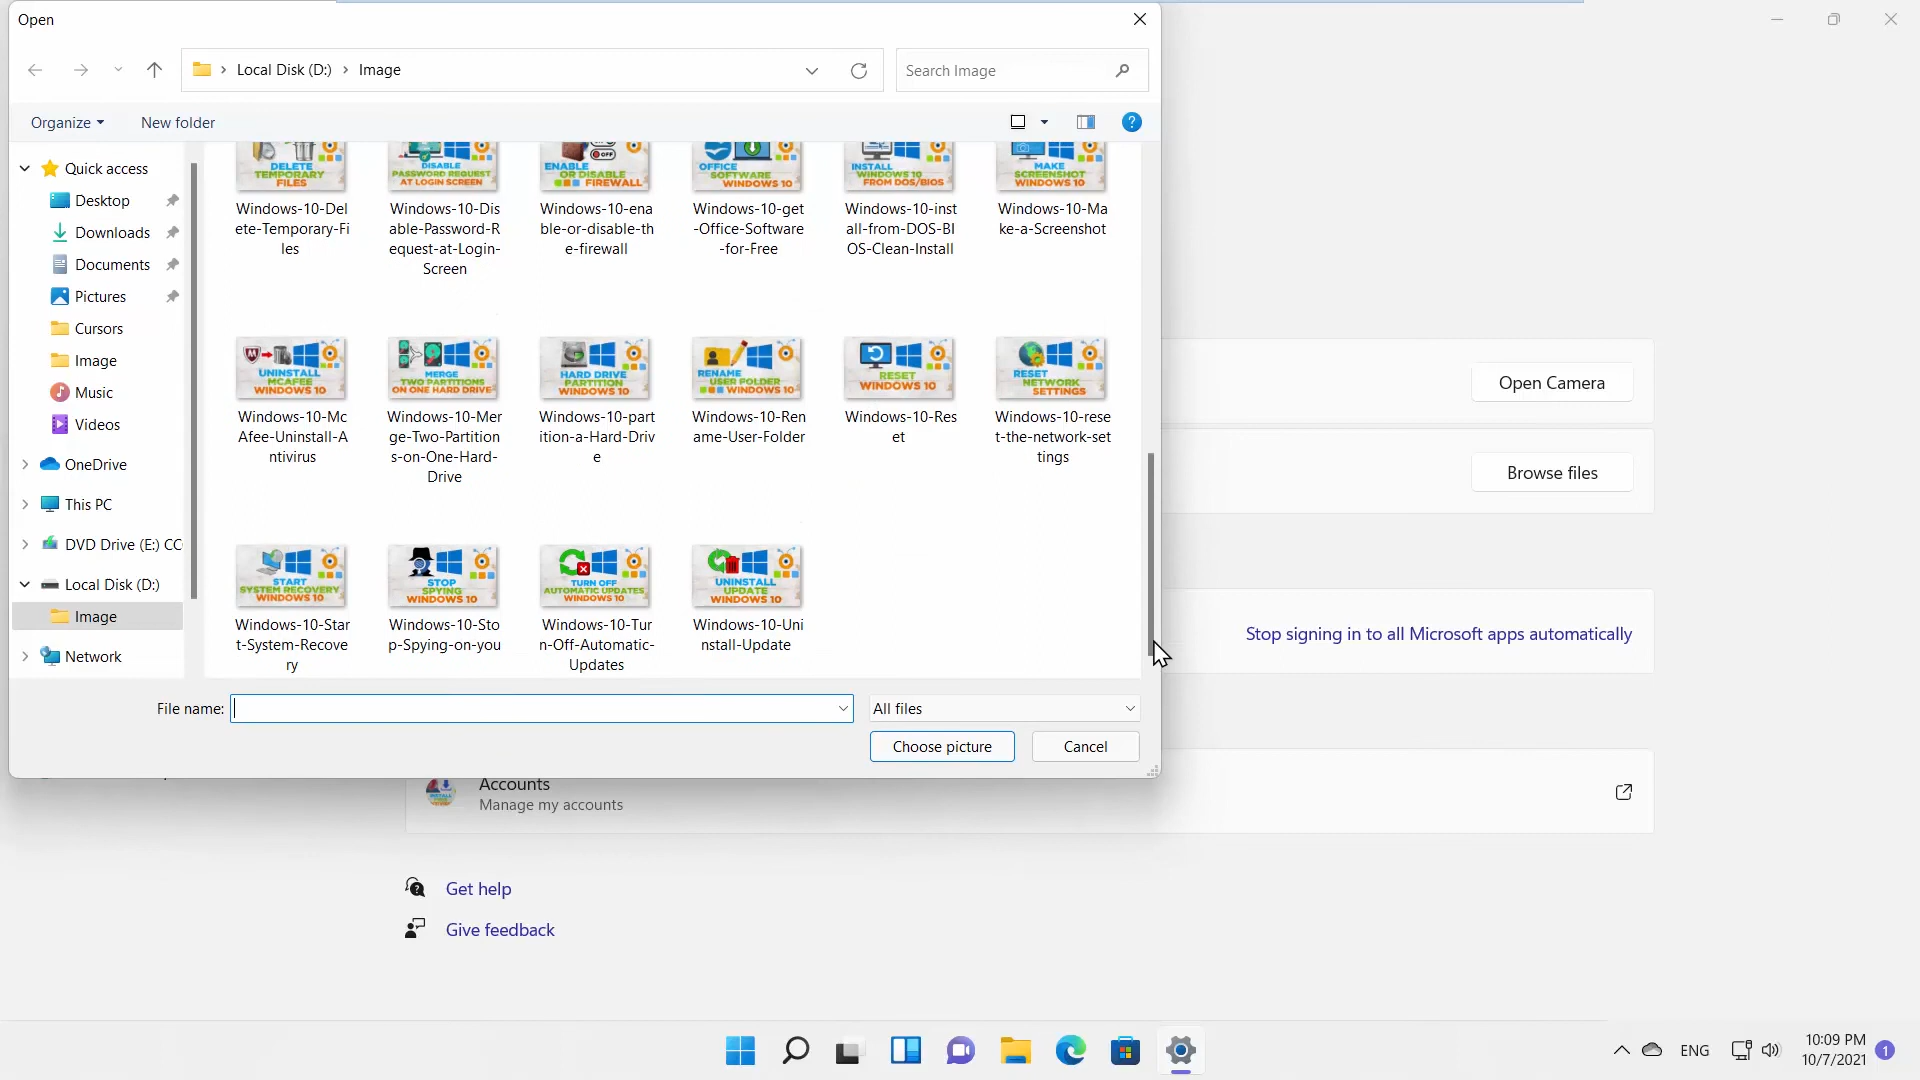 Open
Local Disk (D:) > Image
Search Image
Organize
New folder
Quick access
Desktop
Downloads
Documents
Pictures
Cursors
Image
Music
Videos
OneDrive
This PC
DVD Drive (E:) CC
Local Disk (D:)
Image
Network
DELETE
TEMPORARY
FILES
DISABLE
PASSWORD REQUEST
AT LOGIN SCREEN
ENABLE
OR DISABLE
FIREWALL
OFF
OFFICE
SOFTWARE
WINDOWS 10
INSTALL
WINDOWS 10
FROM DOS/BIOS
MAKE
SCREENSHOT
WINDOWS 10
Windows-10-Del
ete-Temporary-Fi
les
Windows-10-Dis
able-Password-R
equest-at-Login-
Screen
Windows-10-ena
ble-or-disable-th
e-firewall
Windows-10-get
-Office-Software
-for-Free
Windows-10-inst
all-from-DOS-BI
OS-Clean-Install
Windows-10-Ma
ke-a-Screenshot
UNINSTALL
MCAFEE
WINDOWS 10
MERGE
TWO PARTITIONS
ON ONE HARD DRIVE
HARD DRIVE
PARTITION
WINDOWS 10
RENAME
USER FOLDER
WINDOWS 10
RESET
WINDOWS 10
RESET
NETWORK
SETTINGS
Windows-10-Mc
Afee-Uninstall-A
ntivirus
Windows-10-Mer
ge-Two-Partition
s-on-One-Hard-
Drive
Windows-10-part
ition-a-Hard-Driv
e
Windows-10-Ren
ame-User-Folder
Windows-10-Res
et
Windows-10-rese
t-the-network-set
tings
START
SYSTEM RECOVERY
WINDOWS 10
STOP
SPYING
WINDOWS 10
TURN OFF
AUTOMATIC UPDATES
WINDOWS 10
UNINSTALL
UPDATE
WINDOWS 10
Windows-10-Star
t-System-Recove
ry
Windows-10-Sto
p-Spying-on-you
Windows-10-Tur
n-Off-Automatic-
Updates
Windows-10-Uni
nstall-Update
File name:
All files
Choose picture
Cancel
Open Camera
Browse files
Stop signing in to all Microsoft apps automatically
Accounts
Manage my accounts
Get help
Give feedback
ENG
10:09 PM
10/7/2021
1